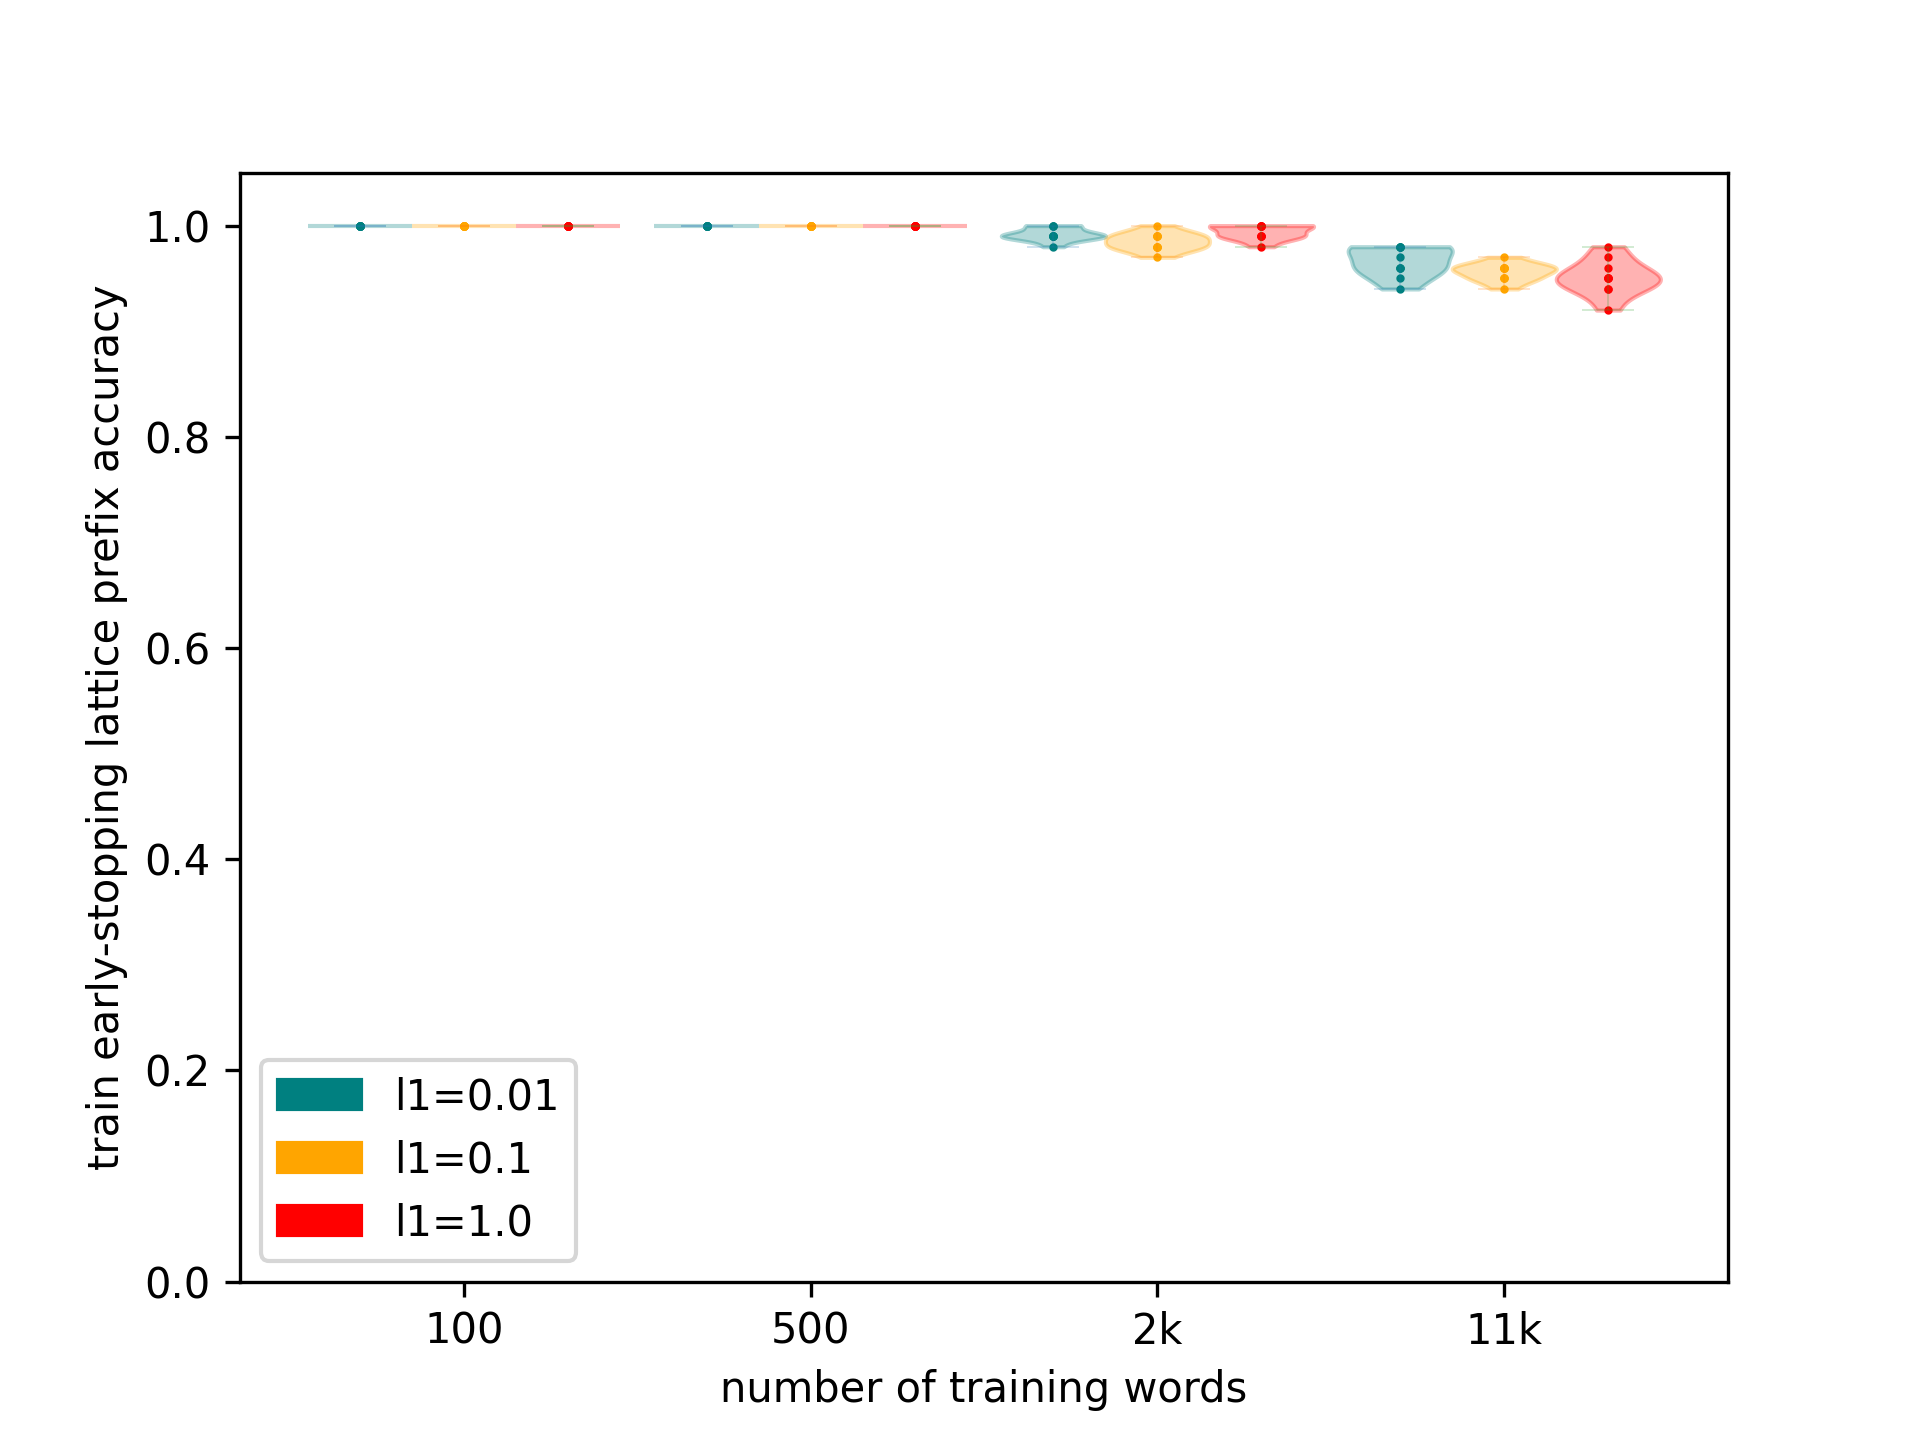 train early-stopping lattice prefix accuracy
1.0
0.8
0.6
0.4
0.2
0.0
l1=0.01
l1=0.1
l1=1.0
100
500
2k
11k
number of training words